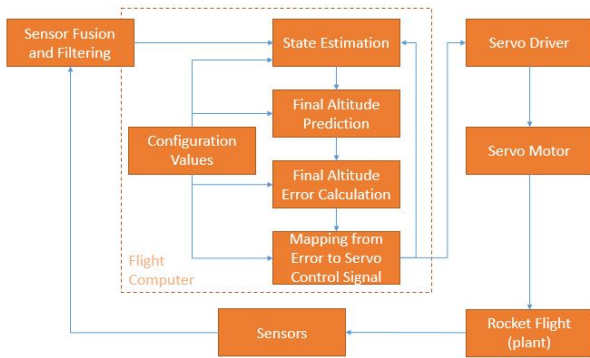 Sensor Fusion
and Filtering
State Estimation
Servo Driver
Final Altitude
Prediction
Configuration
Values
Servo Motor
Final Altitude
Error Calculation
Mapping from
Error to Servo
Control Signal
Flight
Computer
Sensors
Rocket Flight
(plant)